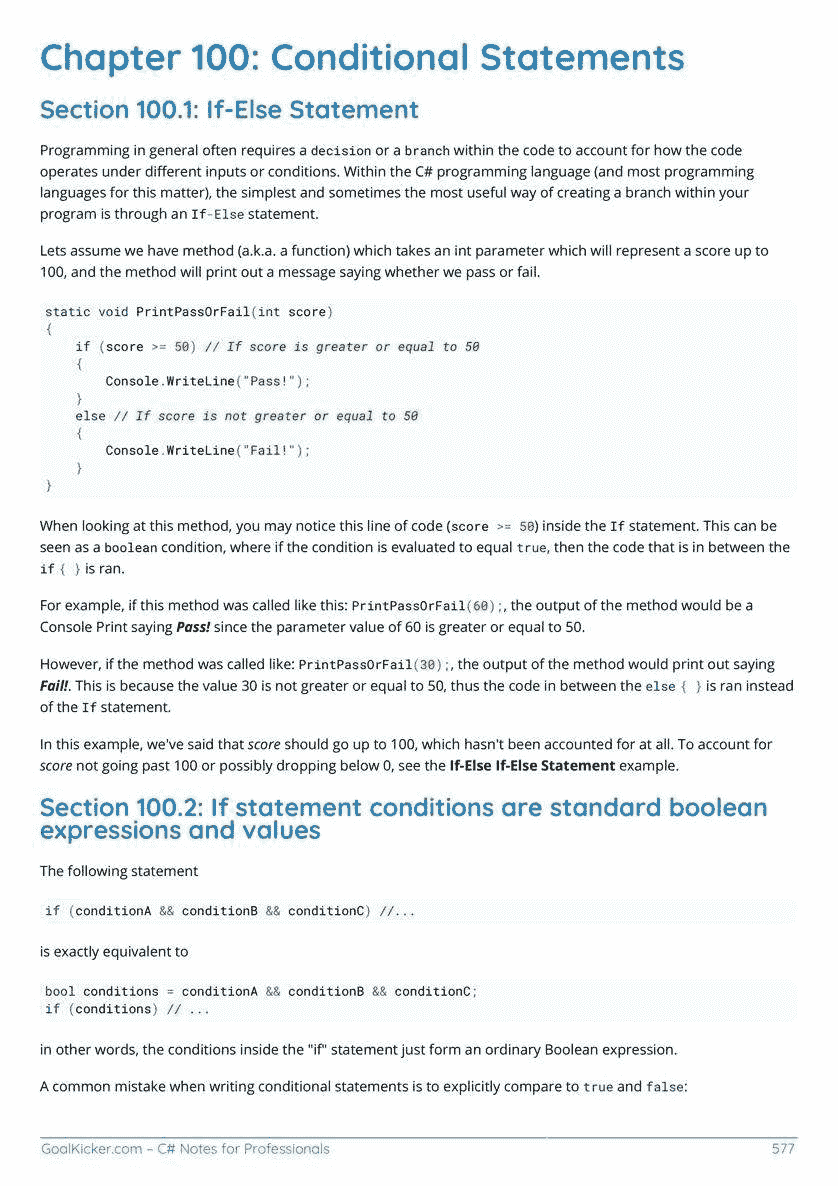 Chapter 100: Conditional Statements
Section 100.1: If-Else Statement
Programming in general often requires a decision or a branch within the code to account for how the code
operates under different inputs or conditions. Within the C# programming language (and most programming
languages for this matter), the simplest and sometimes the most useful way of creating a branch within your
program is through an If-Else statement.
Lets assume we have method (a.k.a. a function) which takes an int parameter which will represent a score up to
100, and the method will print out a message saying whether we pass or fail.
static void PrintPassOrFail(int score)
{
    if (score >= 50) // If score is greater or equal to 50
    {
        Console.WriteLine("Pass!");
    }
    else // If score is not greater or equal to 50
    {
        Console.WriteLine("Fail!");
    }
}
When looking at this method, you may notice this line of code (score >= 50) inside the If statement. This can be
seen as a boolean condition, where if the condition is evaluated to equal true, then the code that is in between the
if { } is ran.
For example, if this method was called like this: PrintPassOrFail(60);, the output of the method would be a
Console Print saying Pass! since the parameter value of 60 is greater or equal to 50.
However, if the method was called like: PrintPassOrFail(30);, the output of the method would print out saying
Fail!. This is because the value 30 is not greater or equal to 50, thus the code in between the else { } is ran instead
of the If statement.
In this example, we've said that score should go up to 100, which hasn't been accounted for at all. To account for
score not going past 100 or possibly dropping below 0, see the If-Else If-Else Statement example.
Section 100.2: If statement conditions are standard boolean
expressions and values
The following statement
if (conditionA && conditionB && conditionC) //...
is exactly equivalent to
bool conditions = conditionA && conditionB && conditionC;
if (conditions) // ...
in other words, the conditions inside the "if" statement just form an ordinary Boolean expression.
A common mistake when writing conditional statements is to explicitly compare to true and false:
GoalKicker.com – C# Notes for Professionals
577